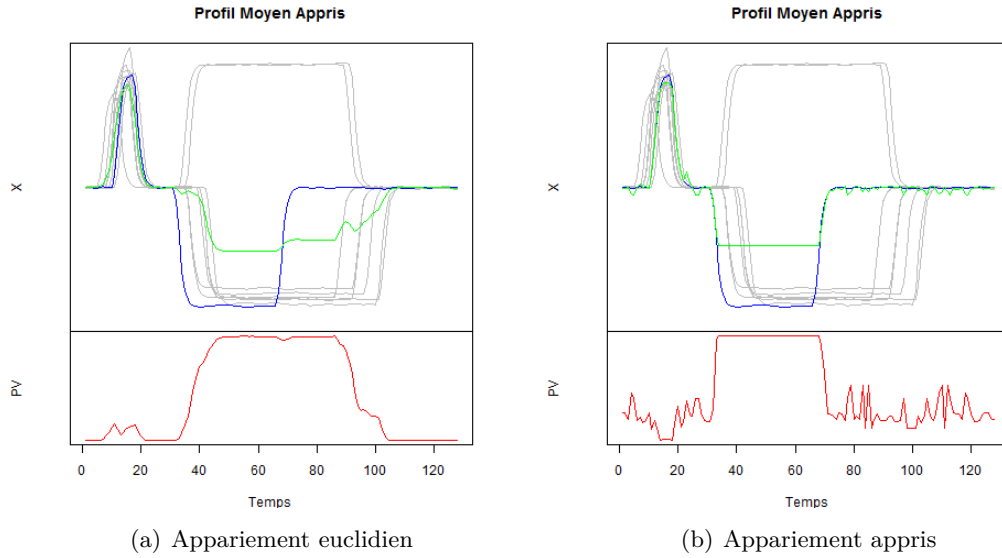 Profil Moyen Appris
X
PV
0 20 40 60 80 100 120
Temps
(a) Appariement euclidien
Profil Moyen Appris
X
PV
0 20 40 60 80 100 120
Temps
(b) Appariement appris